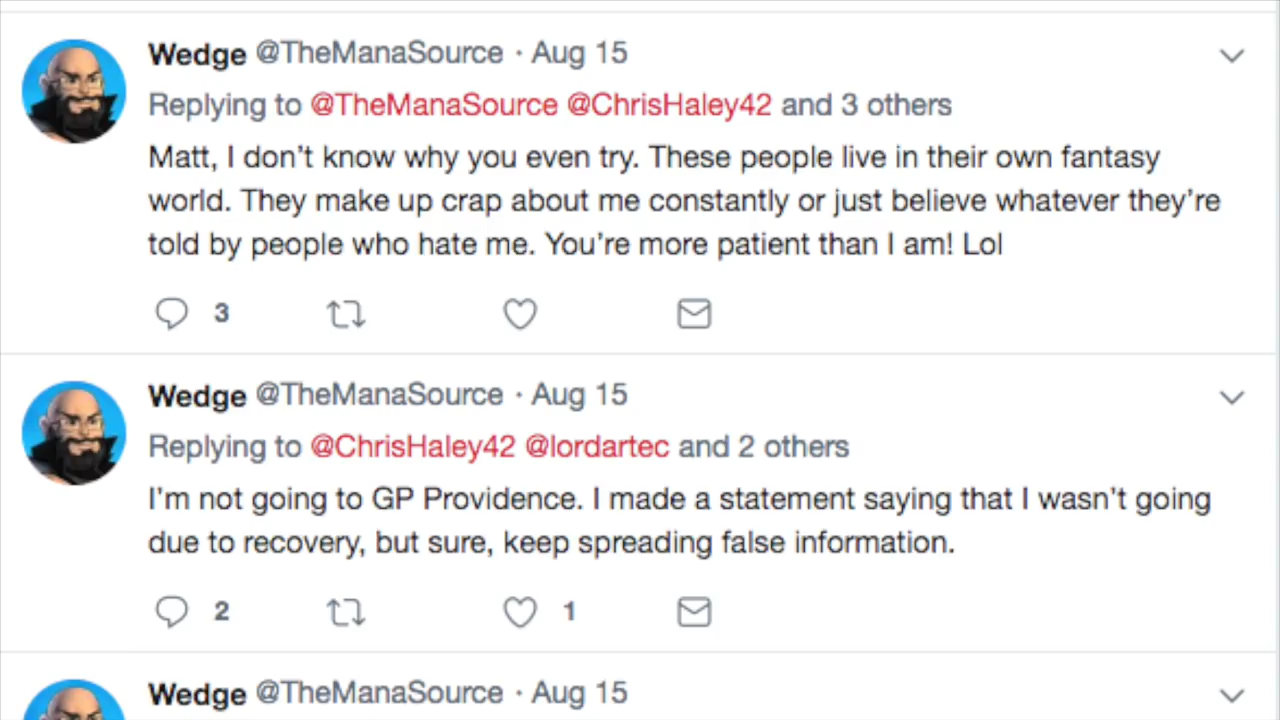 Wedge @TheManaSource · Aug 15
Replying to @TheManaSource @ChrisHaley42 and 3 others
Matt, I don't know why you even try. These people live in their own fantasy
world. They make up crap about me constantly or just believe whatever they're
told by people who hate me. You're more patient than I am! Lol
3
Wedge @TheManaSource · Aug 15
Replying to @ChrisHaley42 @lordartec and 2 others
I'm not going to GP Providence. I made a statement saying that I wasn't going
due to recovery, but sure, keep spreading false information.
2 1
Wedge @TheManaSource · Aug 15